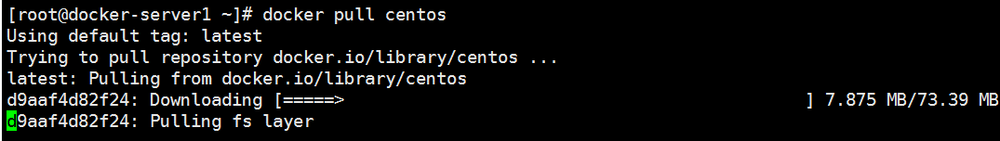 [root@docker-server1 ~]# docker pull centos
Using default tag: latest
Trying to pull repository docker.io/library/centos ...
latest: Pulling from docker.io/library/centos
d9aaf4d82f24: Downloading [=====>                                             ] 7.875 MB/73.39 MB
d9aaf4d82f24: Pulling fs layer